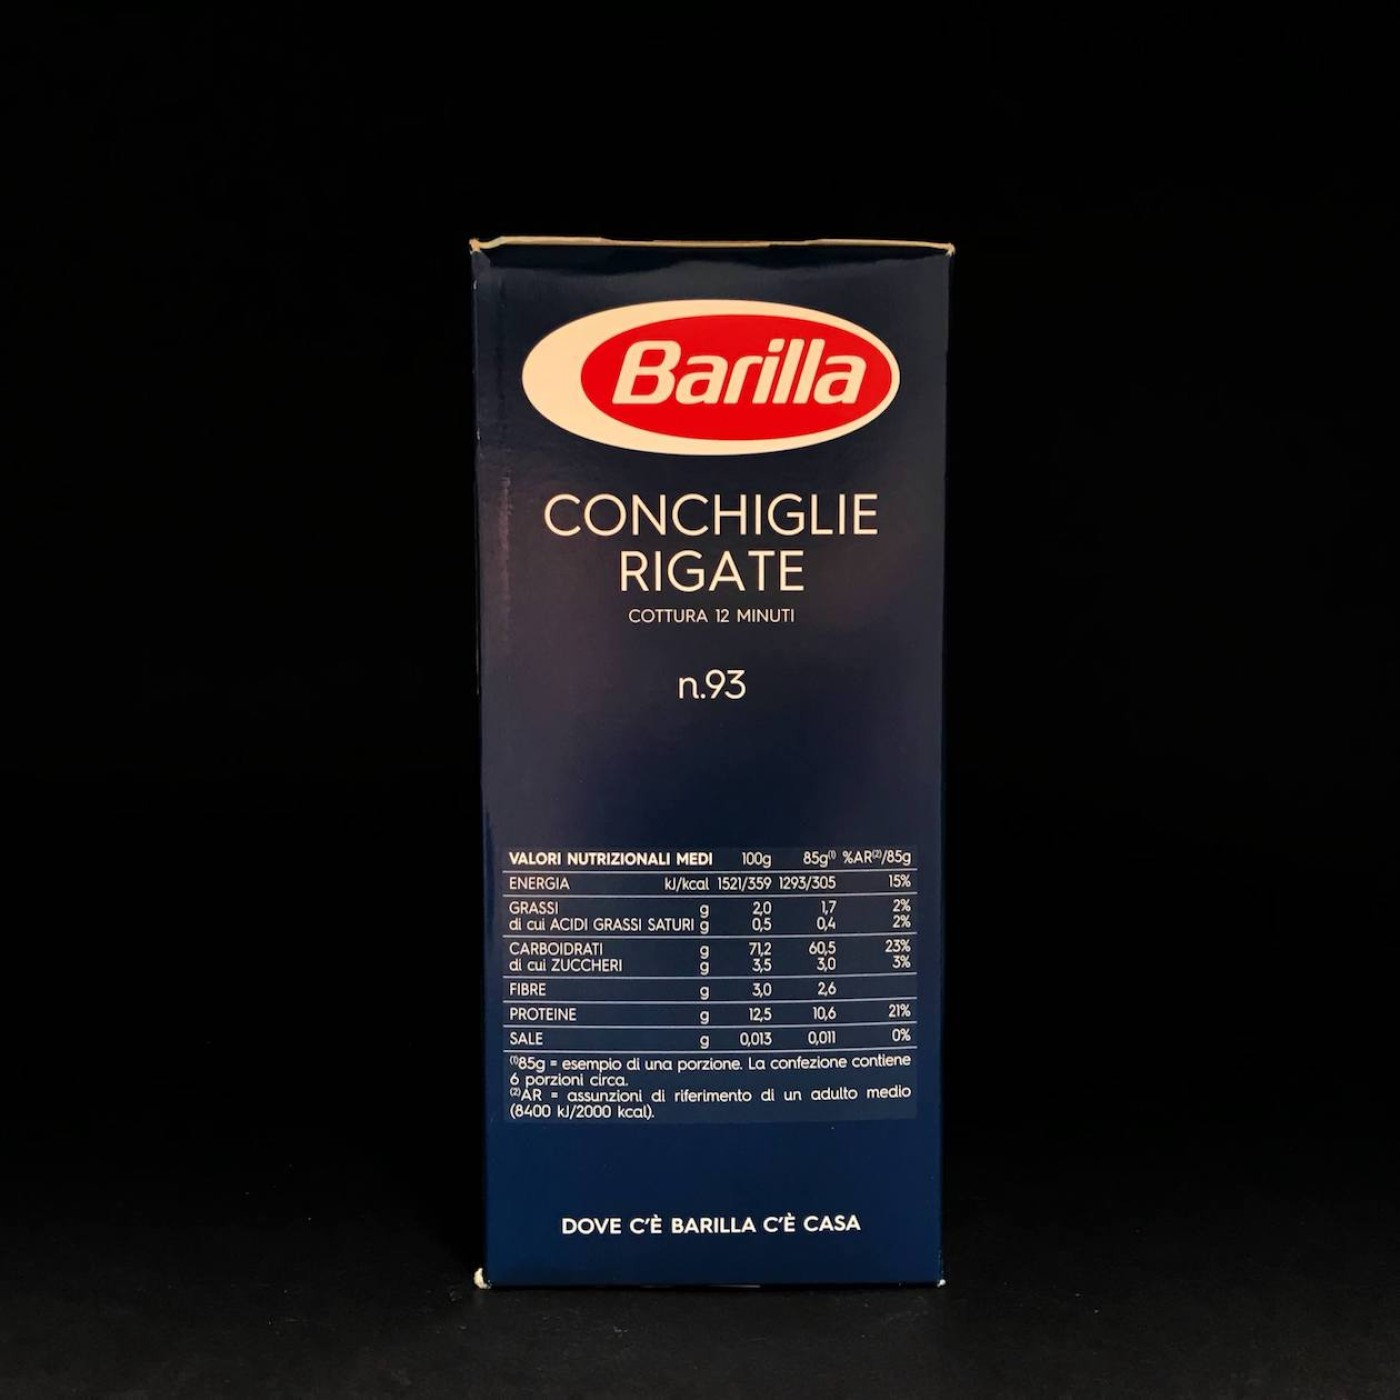 Barilla
CONCHIGLIE
RIGATE
COTTURA 12 MINUTI
n.93
VALORI NUTRIZIONALI MEDI 100g 85g⁽¹⁾ %AR⁽²⁾/85g
ENERGIA kJ/kcal 1521/359 1293/305 15%
GRASSI g 2,0 1,7 2%
di cui ACIDI GRASSI SATURI g 0,5 0,4 2%
CARBOIDRATI g 71,2 60,5 23%
di cui ZUCCHERI g 3,5 3,0 3%
FIBRE g 3,0 2,6
PROTEINE g 12,5 10,6 21%
SALE g 0,013 0,011 0%
⁽¹⁾85g = esempio di una porzione. La confezione contiene
6 porzioni circa.
⁽²⁾AR = assunzioni di riferimento di un adulto medio
(8400 kJ/2000 kcal).
DOVE C'È BARILLA C'È CASA